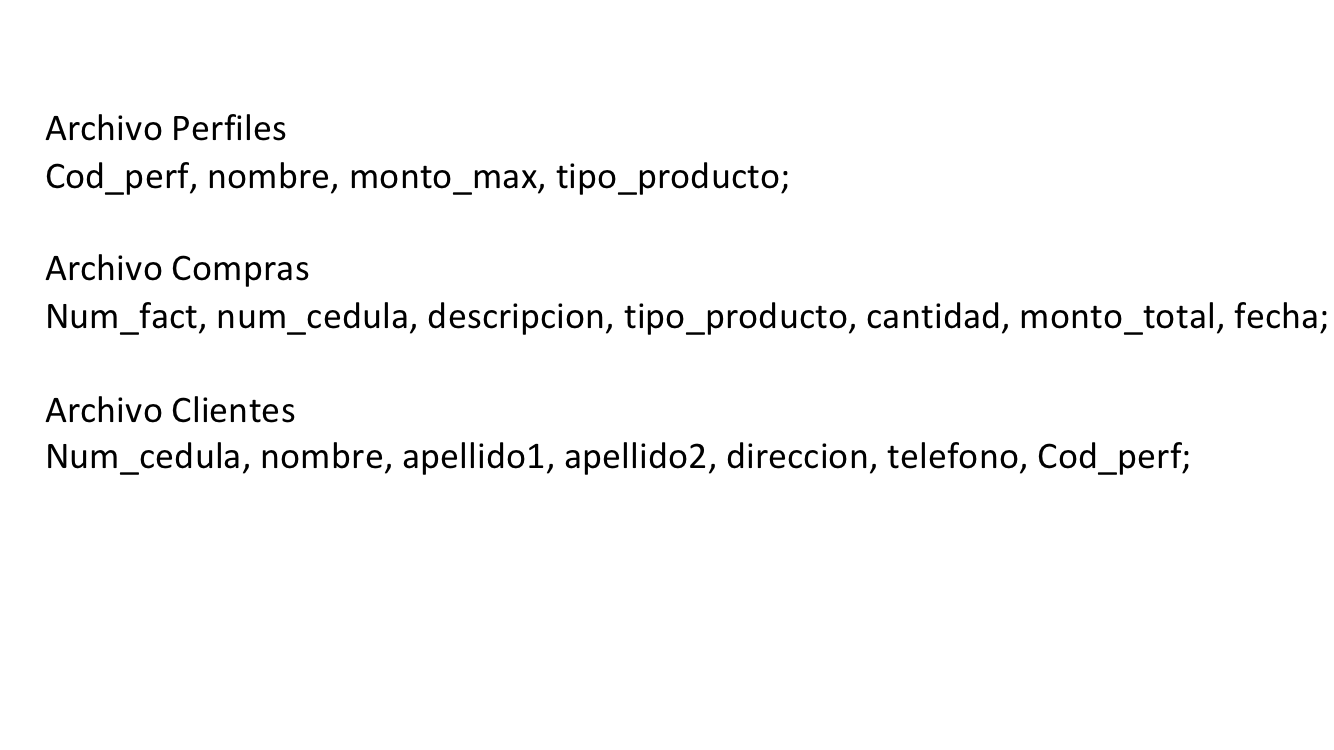 Archivo Perfiles
Cod_perf, nombre, monto_max, tipo_producto;
Archivo Compras
Num_fact, num_cedula, descripcion, tipo_producto, cantidad, monto_total, fecha;
Archivo Clientes
Num_cedula, nombre, apellido1, apellido2, direccion, telefono, Cod_perf;